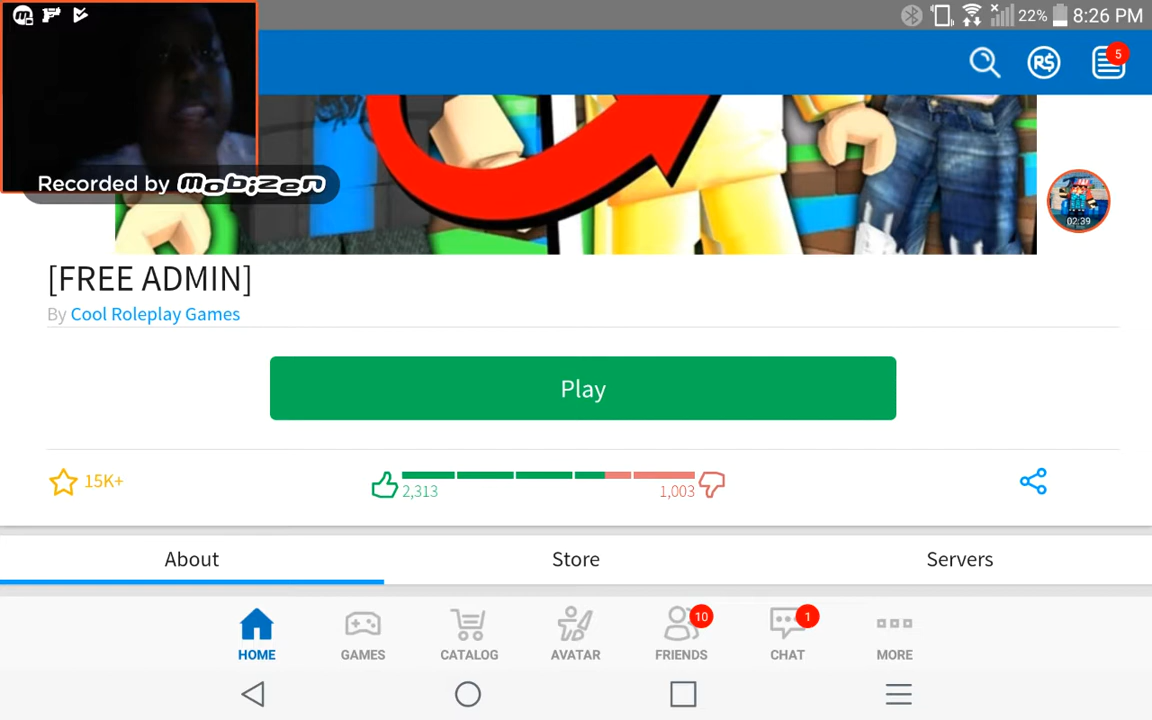 22% 8:26 PM
R$ 5
Recorded by Mobizen
02:39
[FREE ADMIN]
By Cool Roleplay Games
Play
15K+
2,313
1,003
About
Store
Servers
10
1
HOME
GAMES
CATALOG
AVATAR
FRIENDS
CHAT
MORE